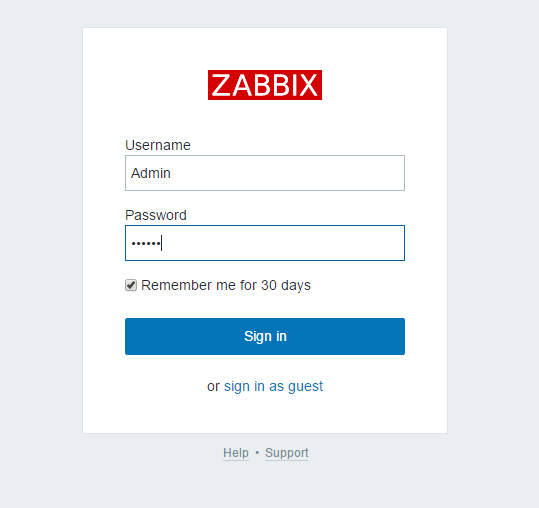 ZABBIX
Username
Admin
Password
••••••
Remember me for 30 days
Sign in
or sign in as guest
Help • Support